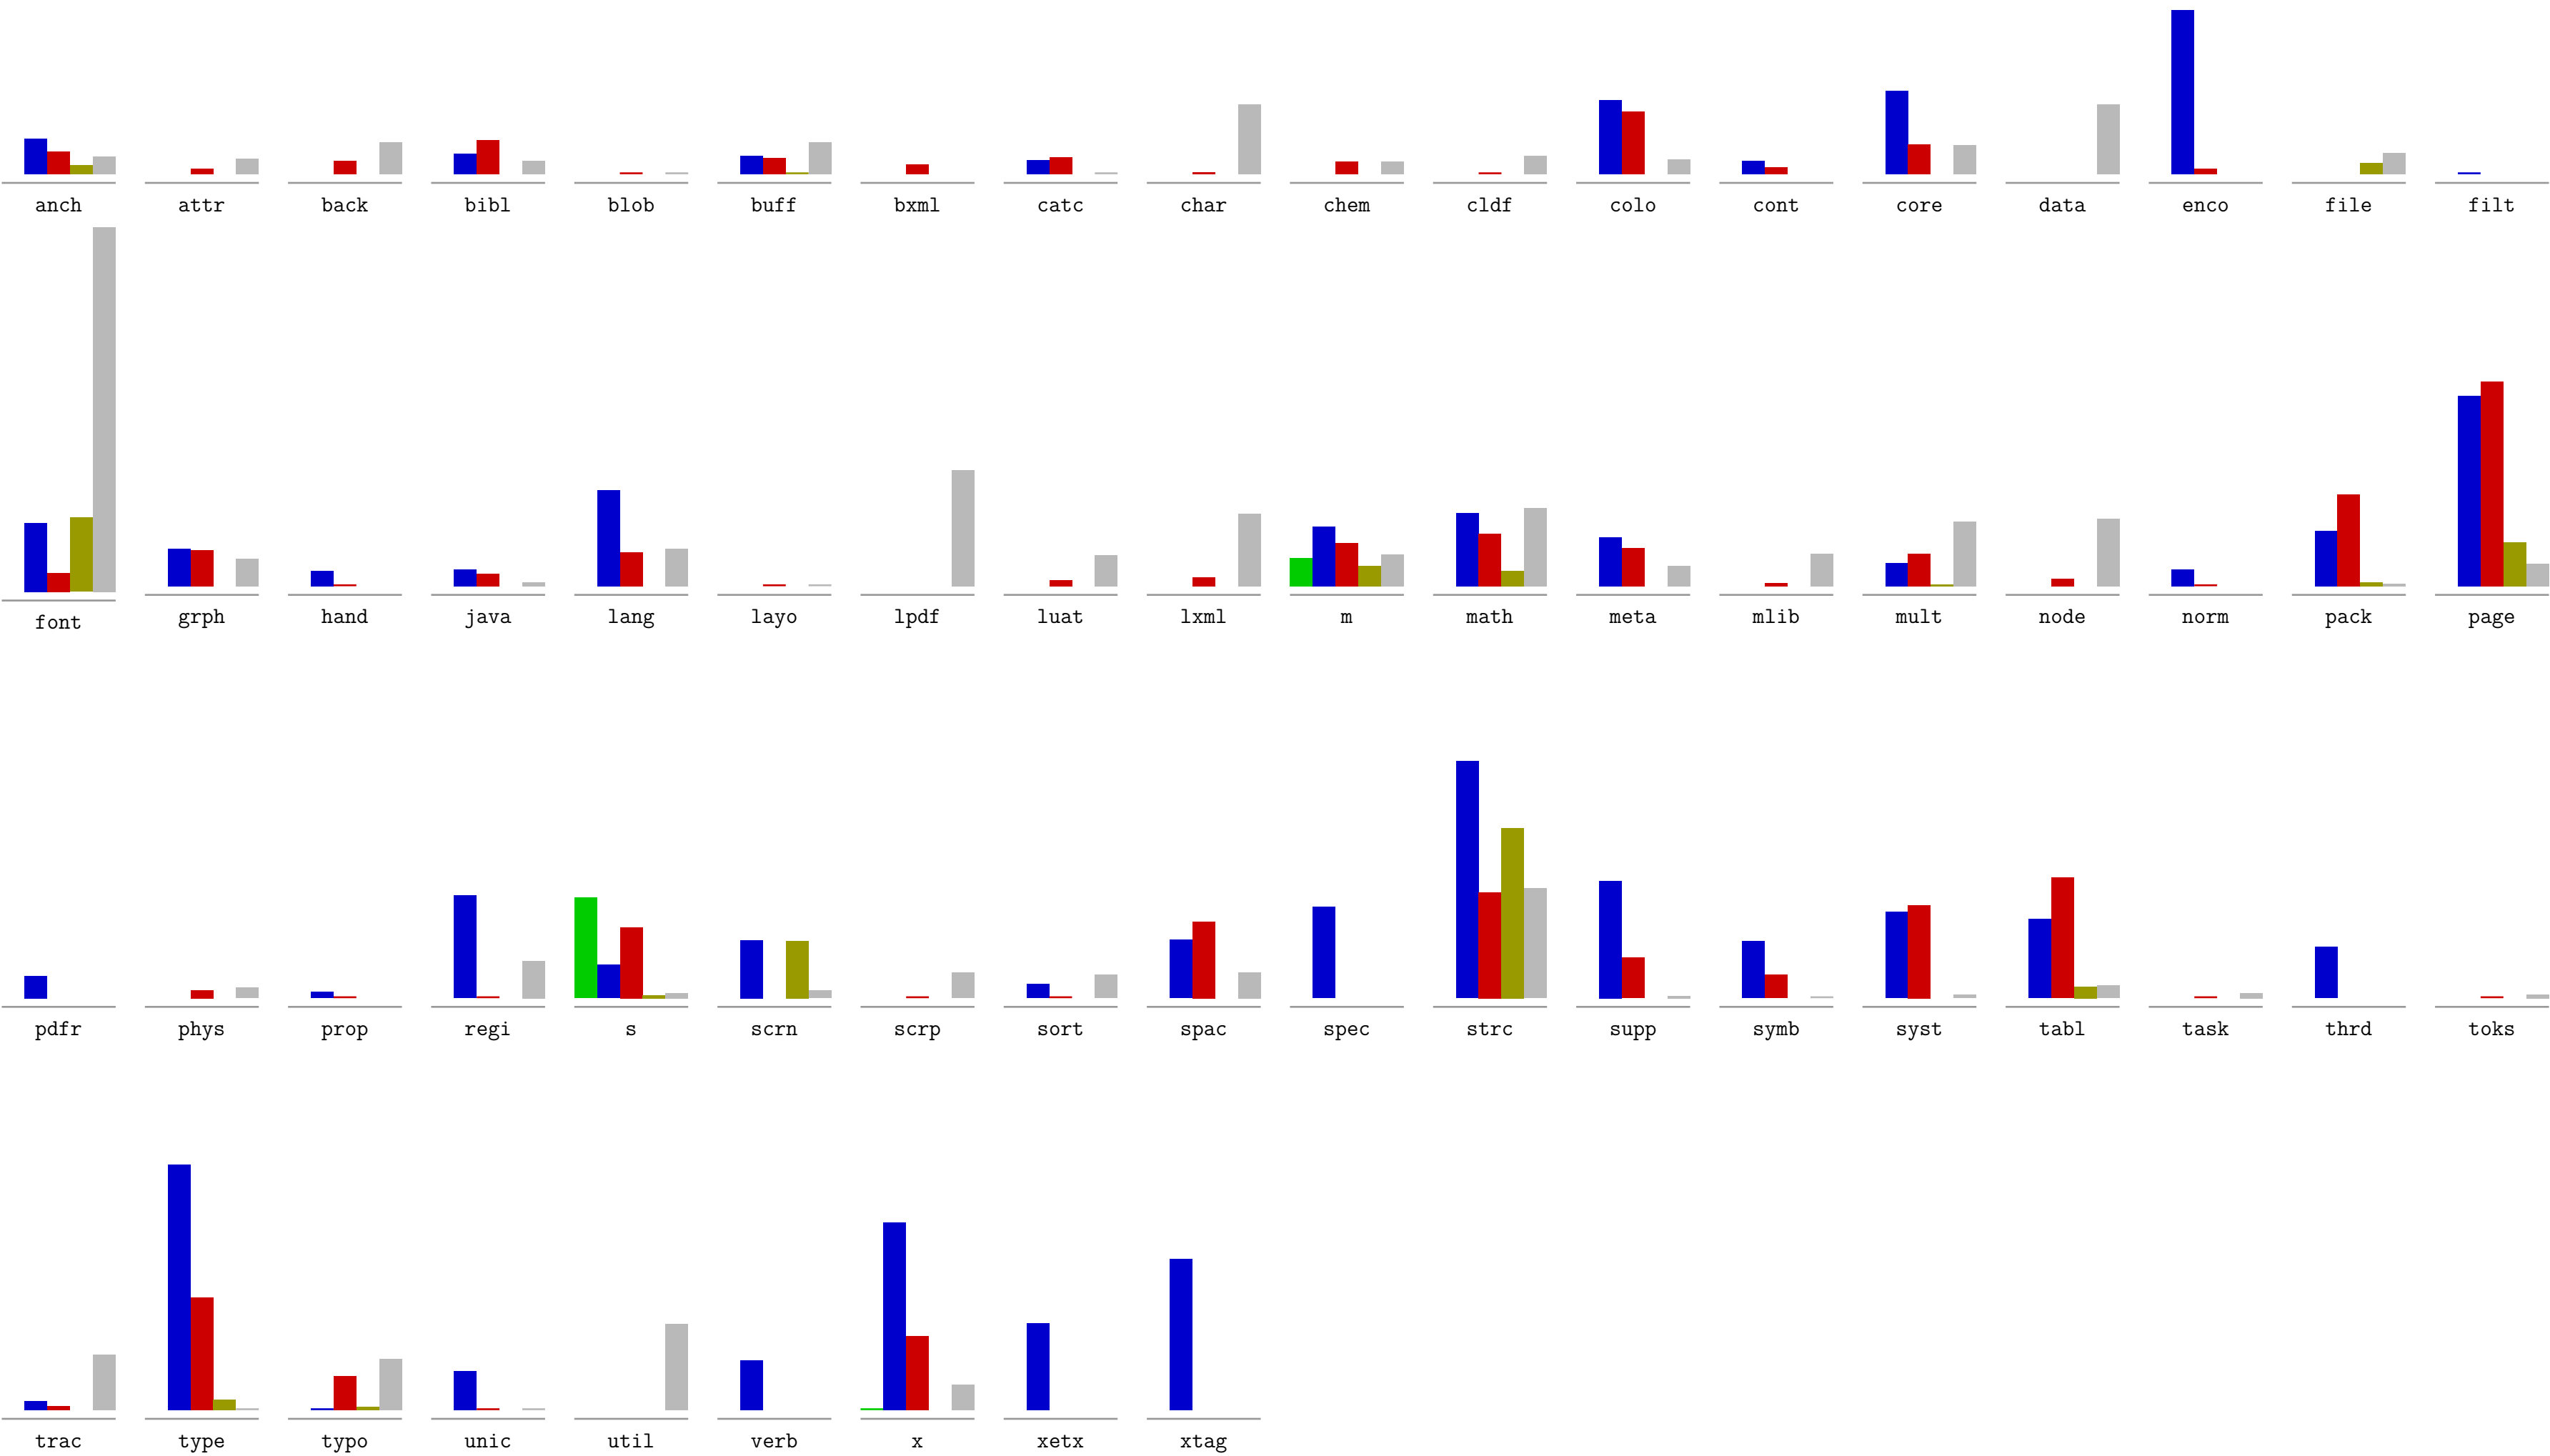 anch attr back bibl blob buff bxml catc char chem cldf colo cont core data enco file filt
font grph hand java lang layo lpdf luat lxml m math meta mlib mult node norm pack page
pdfr phys prop regi s scrn scrp sort spac spec strc supp symb syst tabl task thrd toks
trac type typo unic util verb x xetx xtag